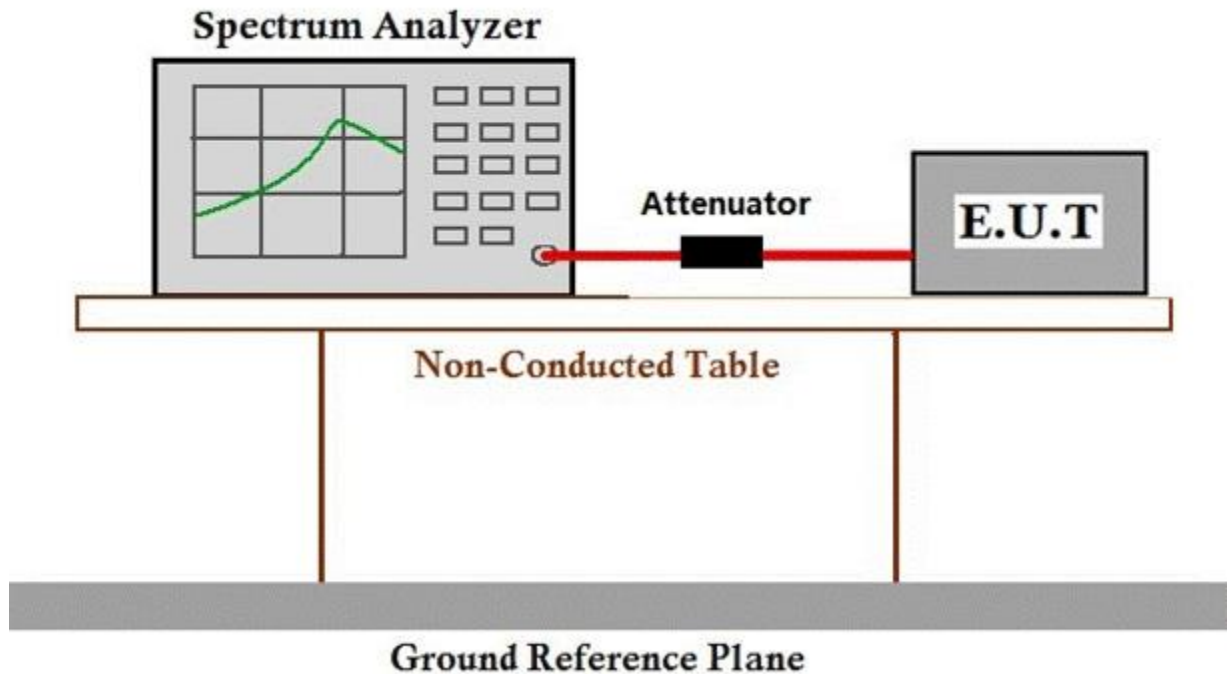 Spectrum Analyzer
Attenuator
E.U.T
Non-Conducted Table
Ground Reference Plane